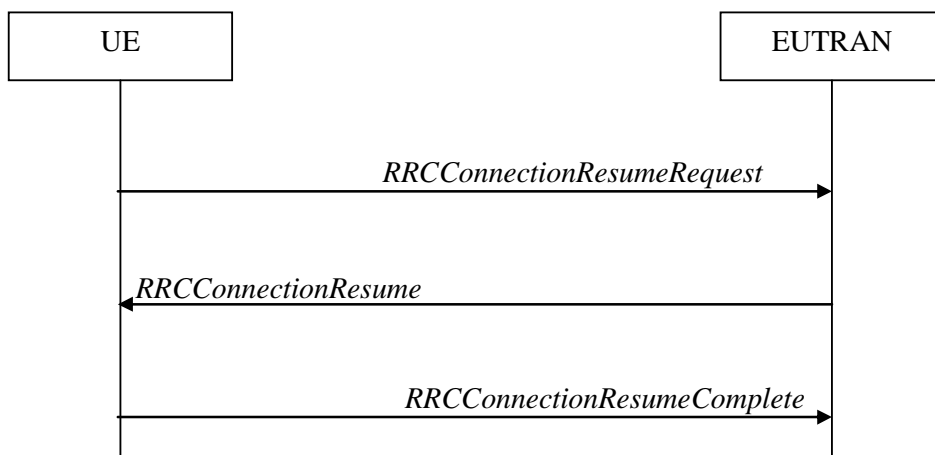 UE
EUTRAN
RRCConnectionResumeRequest
RRCConnectionResume
RRCConnectionResumeComplete